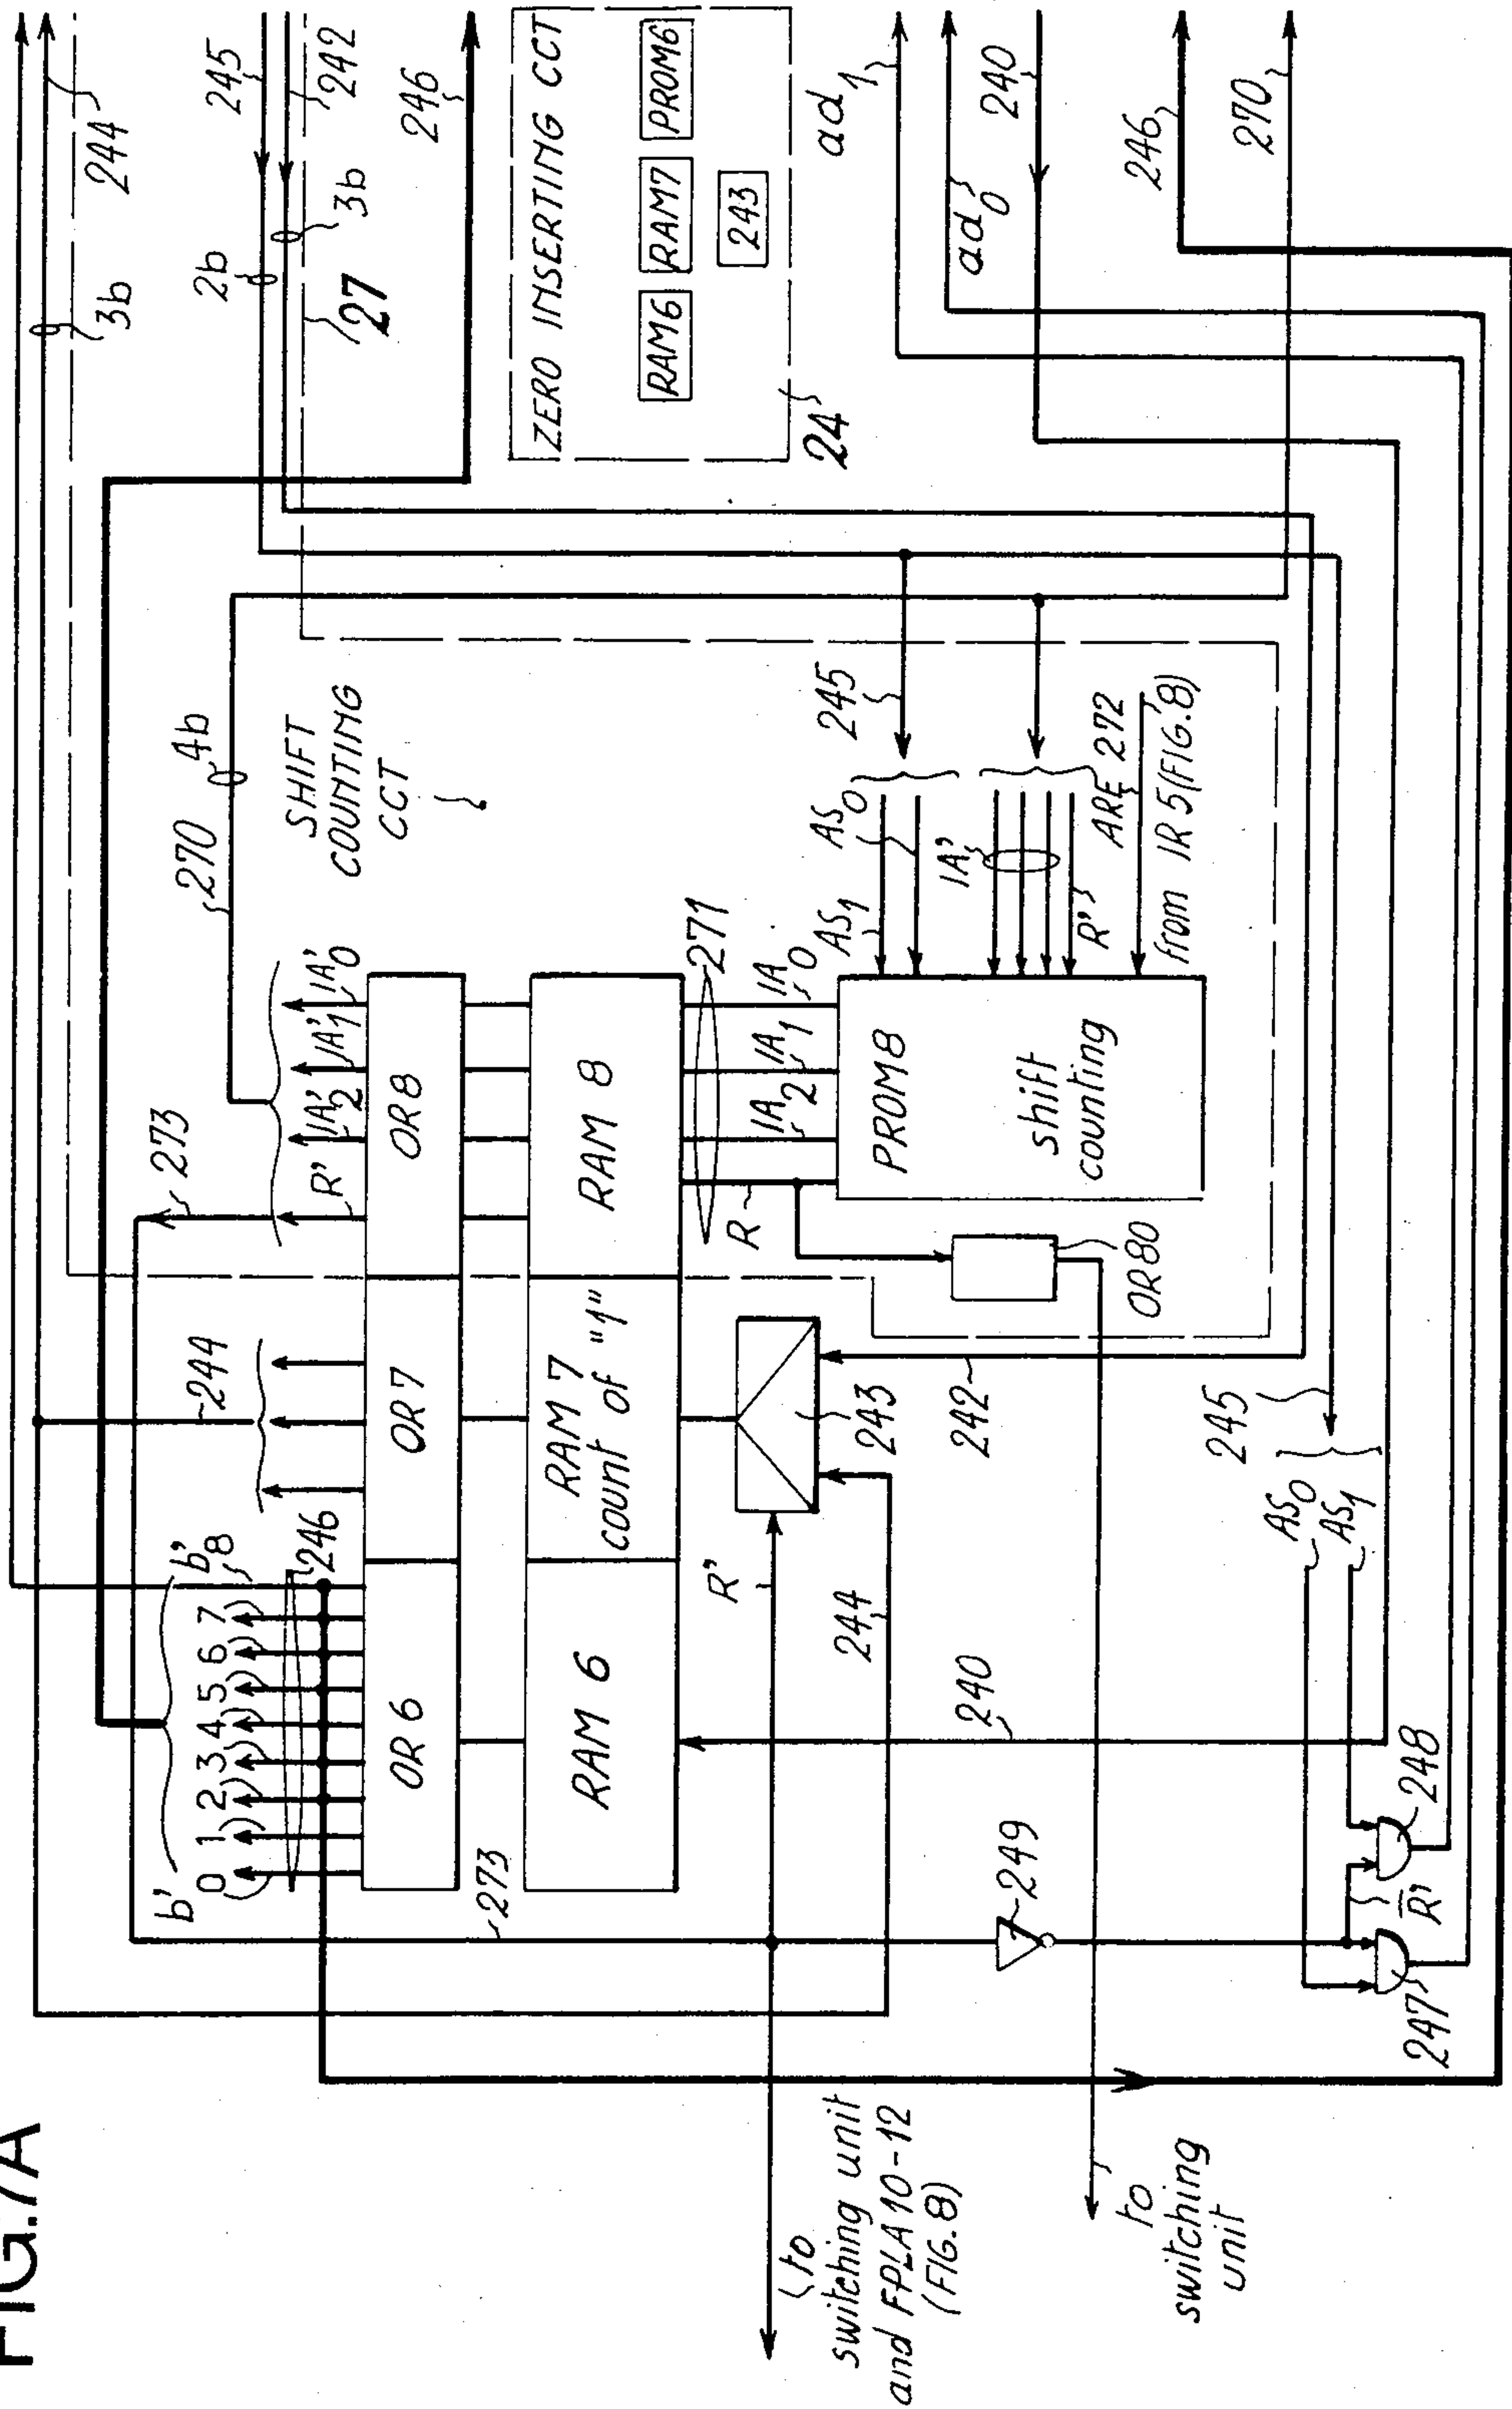 FIG.7A
b'
0 1 2 3 4 5 6 7 b'8
246
244
273
R' IA'2 IA'1 IA'0
270
4b
3b
244
2b
245
3b
242
27
246
SHIFT
COUNTING
CCT
ZERO INSERTING CCT
RAM6
RAM7
PROM6
243
24
OR6
OR7
OR8
273
RAM 6
RAM 7
count of "1"
RAM 8
R'
243
244
242
R
271
IA2 IA1 IA0
PROM8
shift
counting
OR80
AS1
AS0
245
IA'
R'
ARE 272
from IR5(FIG.8)
ad1
ad'0
240
246
270
to
switching unit
and FPLA10-12
(FIG.8)
249
240
to
switching
unit
245
AS0
AS1
247
R'
248